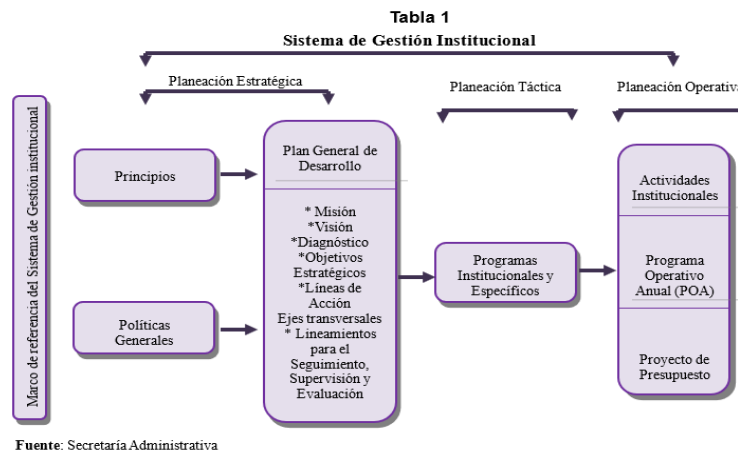 Tabla 1
Sistema de Gestión Institucional
Planeación Estratégica
Planeación Táctica
Planeación Operativa
Marco de referencia del Sistema de Gestión institucional
Principios
Políticas
Generales
Plan General de
Desarrollo
* Misión
*Visión
*Diagnóstico
*Objetivos
Estratégicos
*Líneas de
Acción
Ejes transversales
* Lineamientos
para el
Seguimiento,
Supervisión y
Evaluación
Programas
Institucionales y
Específicos
Actividades
Institucionales
Programa
Operativo
Anual (POA)
Proyecto de
Presupuesto
Fuente: Secretaría Administrativa